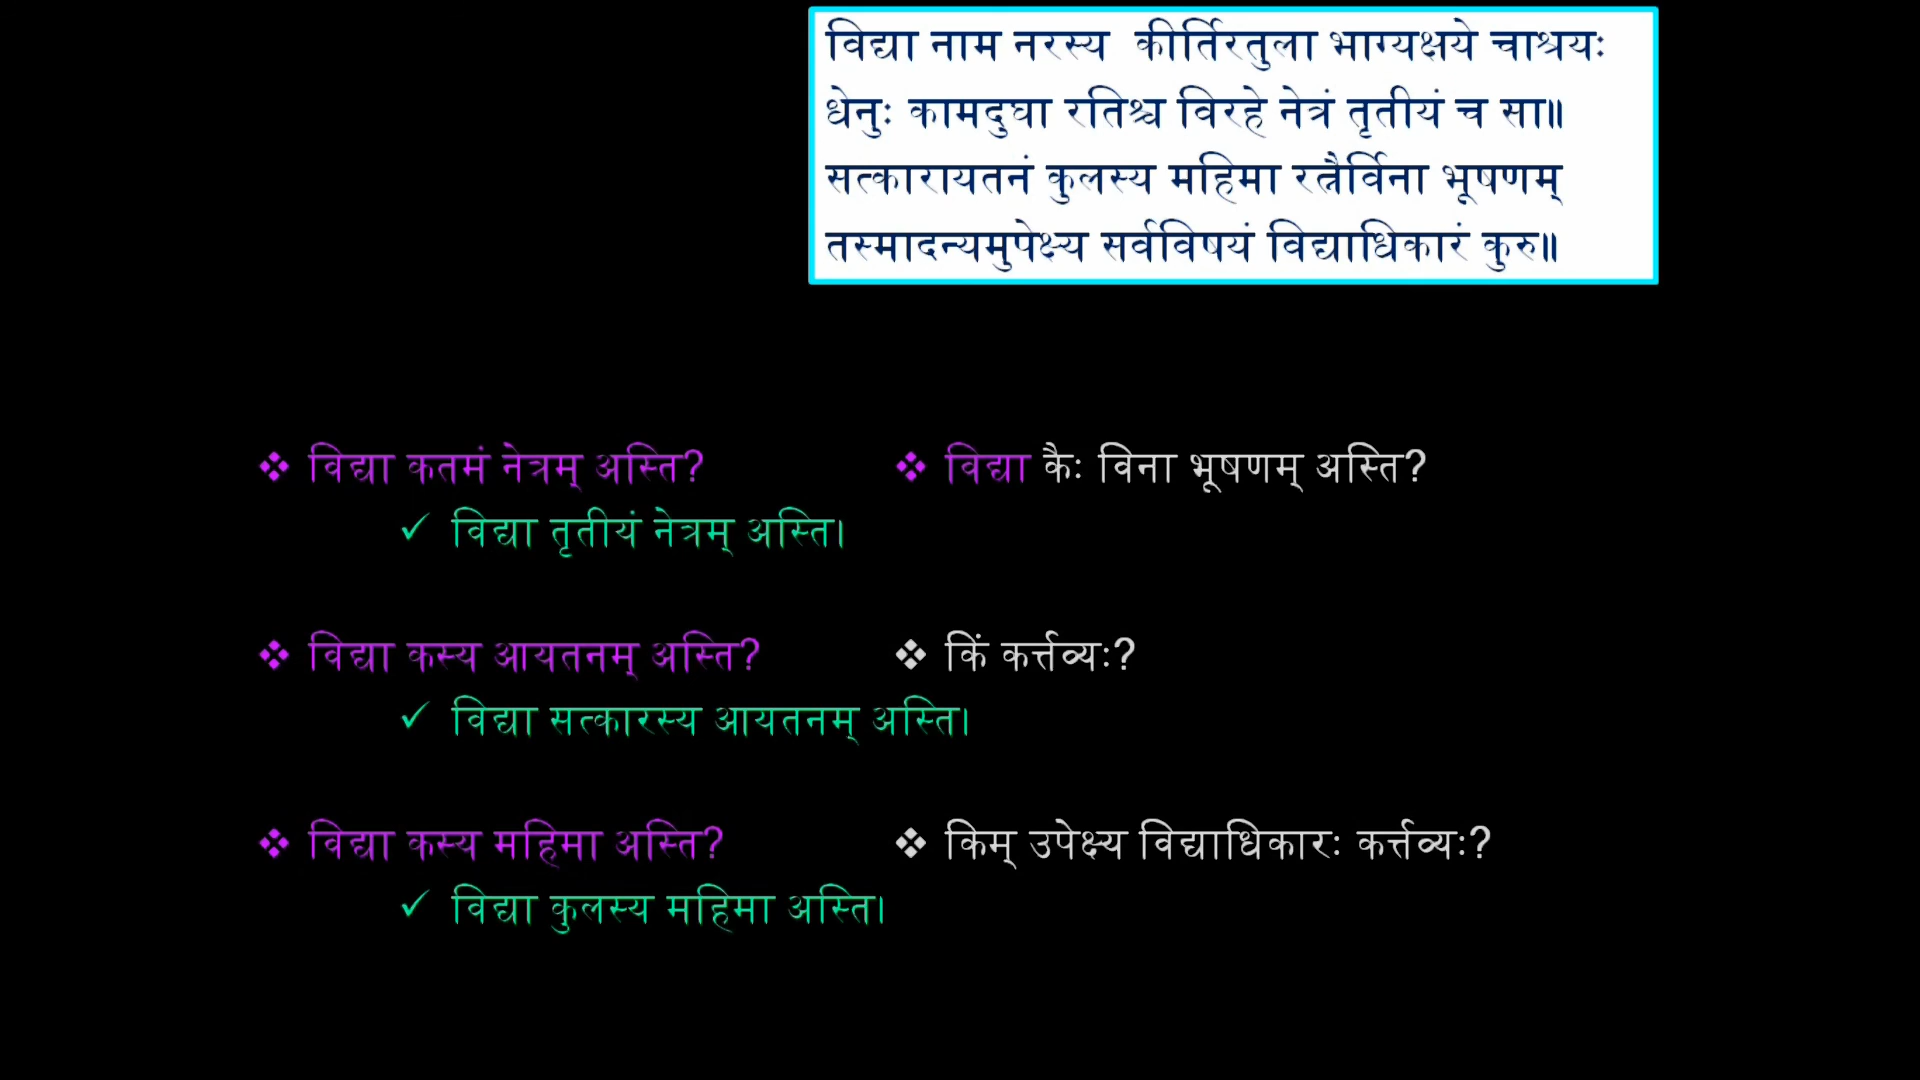 विद्या नाम नरस्य कीर्तिरतुला भाग्यक्षये चाश्रयः
धेनुः कामदुघा रतिश्च विरहे नेत्रं तृतीयं च सा॥
सत्कारायतनं कुलस्य महिमा रत्नैर्विना भूषणम्
तस्मादन्यमुपेक्ष्य सर्वविषयं विद्याधिकारं कुरु॥
❖ विद्या कतमं नेत्रम् अस्ति?
✓ विद्या तृतीयं नेत्रम् अस्ति।
❖ विद्या कस्य आयतनम् अस्ति?
✓ विद्या सत्कारस्य आयतनम् अस्ति।
❖ विद्या कस्य महिमा अस्ति?
✓ विद्या कुलस्य महिमा अस्ति।
❖ विद्या कैः विना भूषणम् अस्ति?
❖ किं कर्त्तव्यः?
❖ किम् उपेक्ष्य विद्याधिकारः कर्त्तव्यः?